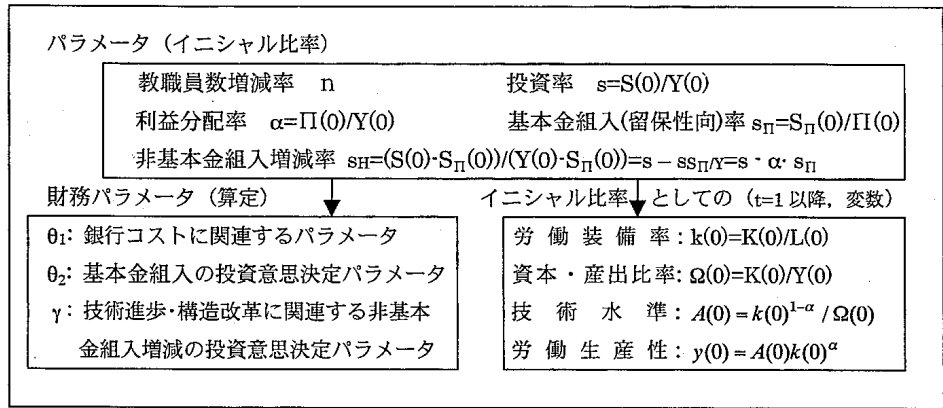 パラメータ（イニシャル比率）
教職員数増減率 n 投資率 s=S(0)/Y(0)
利益分配率 α=Π(0)/Y(0) 基本金組入(留保性向)率 sΠ=SΠ(0)/Π(0)
非基本金組入増減率 sH=(S(0)-SΠ(0))/(Y(0)-SΠ(0))=s－ssΠ/Y=s - α· sΠ
財務パラメータ（算定） イニシャル比率 としての（t=1以降，変数）
θ1: 銀行コストに関連するパラメータ
θ2: 基本金組入の投資意思決定パラメータ
γ: 技術進歩・構造改革に関連する非基本
金組入増減の投資意思決定パラメータ
労働装備率: k(0)=K(0)/L(0)
資本・産出比率: Ω(0)=K(0)/Y(0)
技術水準: A(0)=k(0)^{1-α}/Ω(0)
労働生産性: y(0)=A(0)k(0)^α